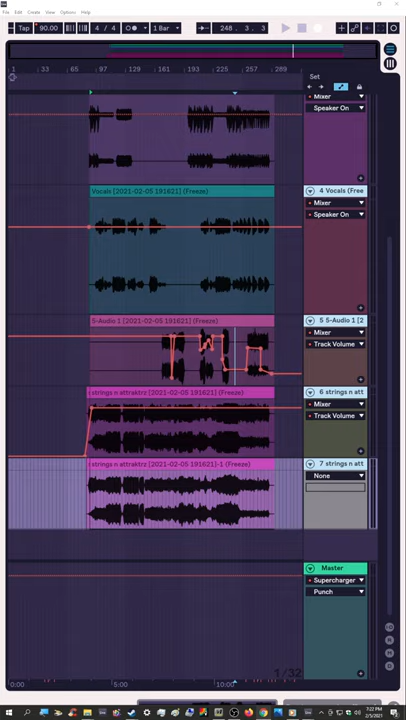 File Edit Create View Options Help
Tap 90.00 4 / 4 1 Bar 248 . 3 . 3
1 33 65 97 129 161 193 225 257 289
Set
Mixer
Speaker On
Vocals [2021-02-05 191621] (Freeze)
4 Vocals (Free
Mixer
Speaker On
5-Audio 1 [2021-02-05 191621] (Freeze)
5 5-Audio 1 [2
Mixer
Track Volume
strings n attraktrz [2021-02-05 191621] (Freeze)
6 strings n att
Mixer
Track Volume
strings n attraktrz [2021-02-05 191621]-1 (Freeze)
7 strings n att
None
Master
Supercharger
Punch
1/32
0:00 5:00 10:00
7:22 PM
2/5/2021